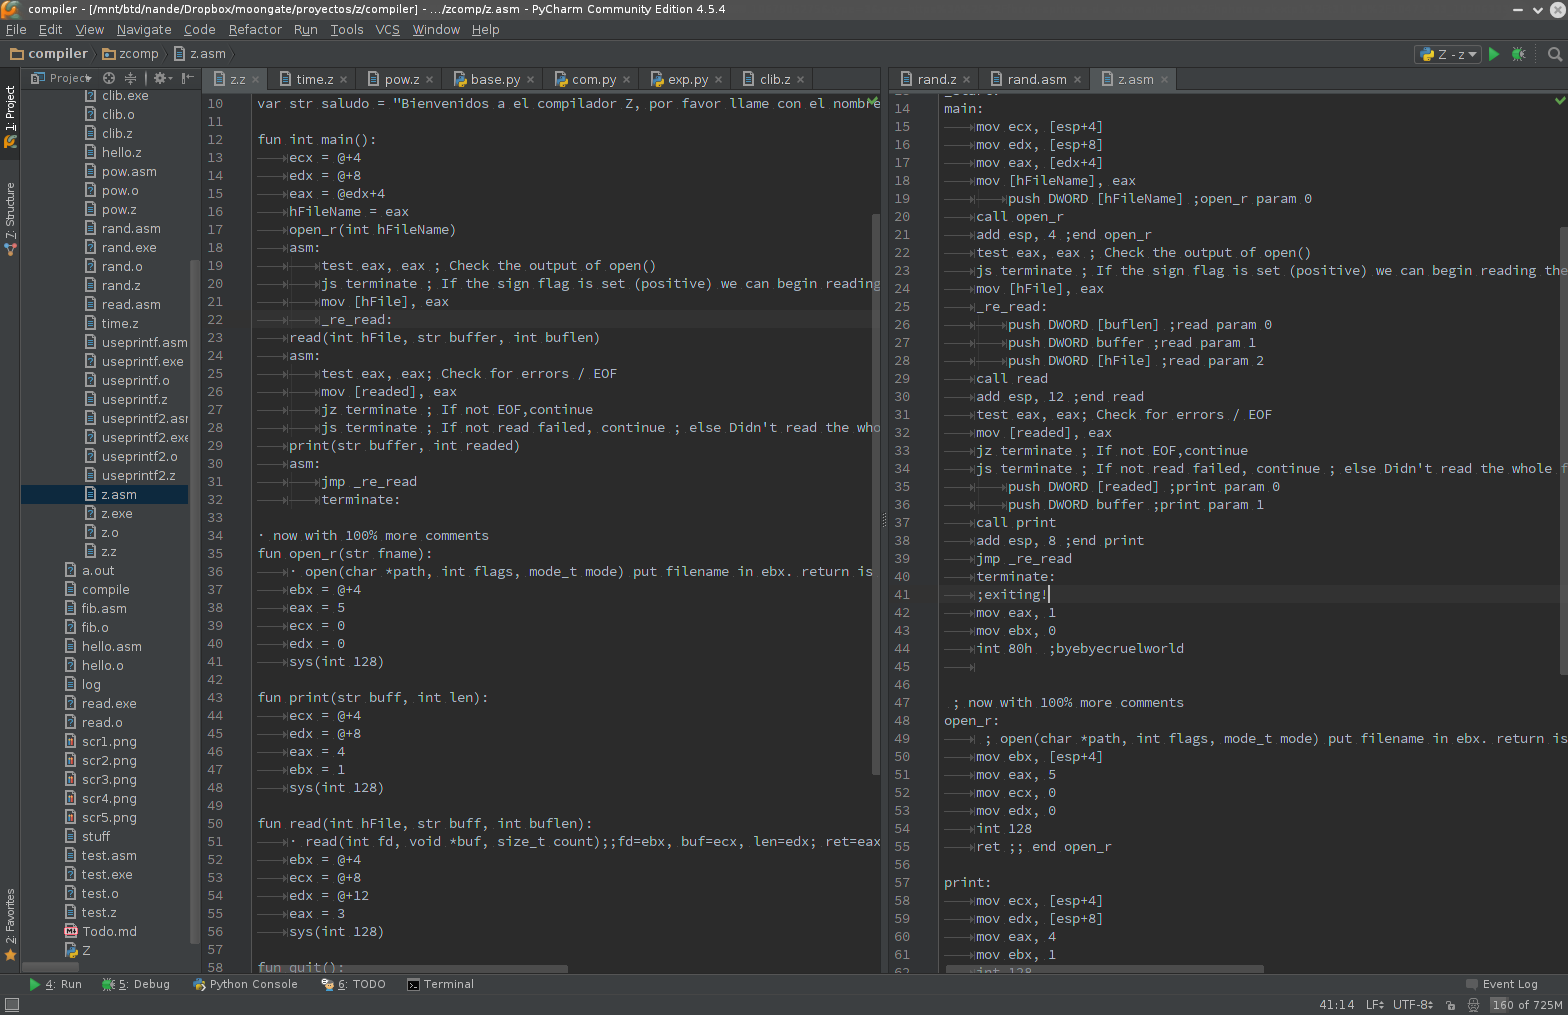 compiler - [/mnt/btd/nande/Dropbox/moongate/proyectos/z/compiler] - .../zcomp/z.asm - PyCharm Community Edition 4.5.4
File Edit View Navigate Code Refactor Run Tools VCS Window Help
compiler zcomp z.asm
Z - z
1: Project
7: Structure
2: Favorites
Project
clib.exe
clib.o
clib.z
hello.z
pow.asm
pow.o
pow.z
rand.asm
rand.exe
rand.o
rand.z
read.asm
time.z
useprintf.asm
useprintf.exe
useprintf.o
useprintf.z
useprintf2.asm
useprintf2.exe
useprintf2.o
useprintf2.z
z.asm
z.exe
z.o
z.z
a.out
compile
fib.asm
fib.o
hello.asm
hello.o
log
read.exe
read.o
scr1.png
scr2.png
scr3.png
scr4.png
scr5.png
stuff
test.asm
test.exe
test.o
test.z
Todo.md
Z
z.z time.z pow.z base.py com.py exp.py clib.z
10 var str saludo = "Bienvenidos a el compilador Z, por favor llame con el nombre
11
12 fun int main():
13 ecx = @+4
14 edx = @+8
15 eax = @edx+4
16 hFileName = eax
17 open_r(int hFileName)
18 asm:
19 test eax, eax ; Check the output of open()
20 js terminate ; If the sign flag is set (positive) we can begin reading
21 mov [hFile], eax
22 _re_read:
23 read(int hFile, str buffer, int buflen)
24 asm:
25 test eax, eax; Check for errors / EOF
26 mov [readed], eax
27 jz terminate ; If not EOF,continue
28 js terminate ; If not read failed, continue ; else Didn't read the who
29 print(str buffer, int readed)
30 asm:
31 jmp _re_read
32 terminate:
33
34 · now with 100% more comments
35 fun open_r(str fname):
36 · open(char *path, int flags, mode_t mode) put filename in ebx. return is
37 ebx = @+4
38 eax = 5
39 ecx = 0
40 edx = 0
41 sys(int 128)
42
43 fun print(str buff, int len):
44 ecx = @+4
45 edx = @+8
46 eax = 4
47 ebx = 1
48 sys(int 128)
49
50 fun read(int hFile, str buff, int buflen):
51 · read(int fd, void *buf, size_t count);;fd=ebx, buf=ecx, len=edx; ret=eax
52 ebx = @+4
53 ecx = @+8
54 edx = @+12
55 eax = 3
56 sys(int 128)
57
58 fun quit():
rand.z rand.asm z.asm
14 main:
15 mov ecx, [esp+4]
16 mov edx, [esp+8]
17 mov eax, [edx+4]
18 mov [hFileName], eax
19 push DWORD [hFileName] ;open_r param 0
20 call open_r
21 add esp, 4 ;end open_r
22 test eax, eax ; Check the output of open()
23 js terminate ; If the sign flag is set (positive) we can begin reading the
24 mov [hFile], eax
25 _re_read:
26 push DWORD [buflen] ;read param 0
27 push DWORD buffer ;read param 1
28 push DWORD [hFile] ;read param 2
29 call read
30 add esp, 12 ;end read
31 test eax, eax; Check for errors / EOF
32 mov [readed], eax
33 jz terminate ; If not EOF,continue
34 js terminate ; If not read failed, continue ; else Didn't read the whole f
35 push DWORD [readed] ;print param 0
36 push DWORD buffer ;print param 1
37 call print
38 add esp, 8 ;end print
39 jmp _re_read
40 terminate:
41 ;exiting!
42 mov eax, 1
43 mov ebx, 0
44 int 80h ;byebyecruelworld
45
46
47 ; now with 100% more comments
48 open_r:
49 ; open(char *path, int flags, mode_t mode) put filename in ebx. return is
50 mov ebx, [esp+4]
51 mov eax, 5
52 mov ecx, 0
53 mov edx, 0
54 int 128
55 ret ;; end open_r
56
57 print:
58 mov ecx, [esp+4]
59 mov edx, [esp+8]
60 mov eax, 4
61 mov ebx, 1
62 int 128
4: Run 5: Debug Python Console 6: TODO Terminal Event Log
41:14 LF UTF-8 160 of 725M